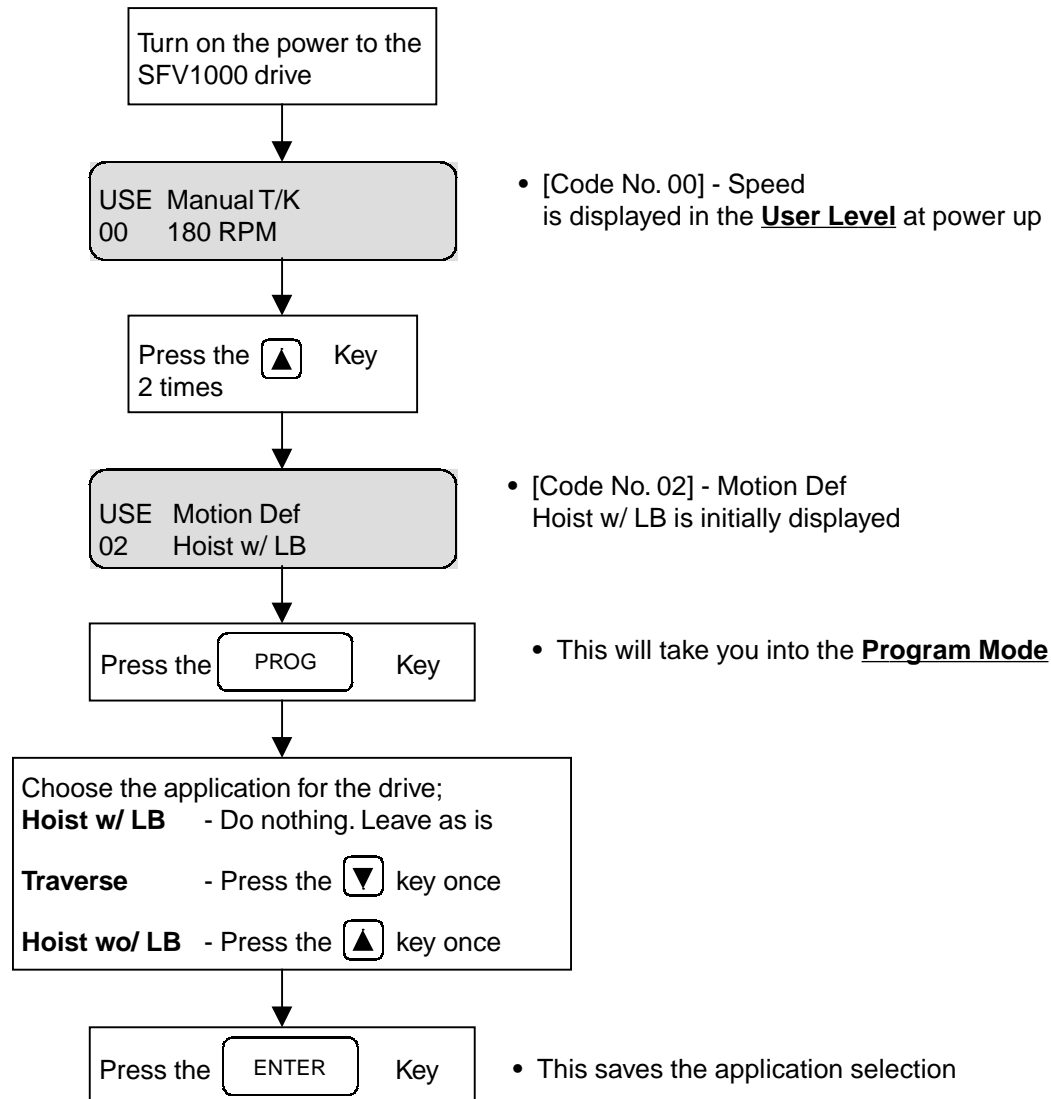 Turn on the power to the
SFV1000 drive
USE Manual T/K
00 180 RPM
• [Code No. 00] - Speed
is displayed in the User Level at power up
Press the ▲ Key
2 times
USE Motion Def
02 Hoist w/ LB
• [Code No. 02] - Motion Def
Hoist w/ LB is initially displayed
Press the PROG Key
• This will take you into the Program Mode
Choose the application for the drive;
Hoist w/ LB - Do nothing. Leave as is
Traverse - Press the ▼ key once
Hoist wo/ LB - Press the ▲ key once
Press the ENTER Key
• This saves the application selection